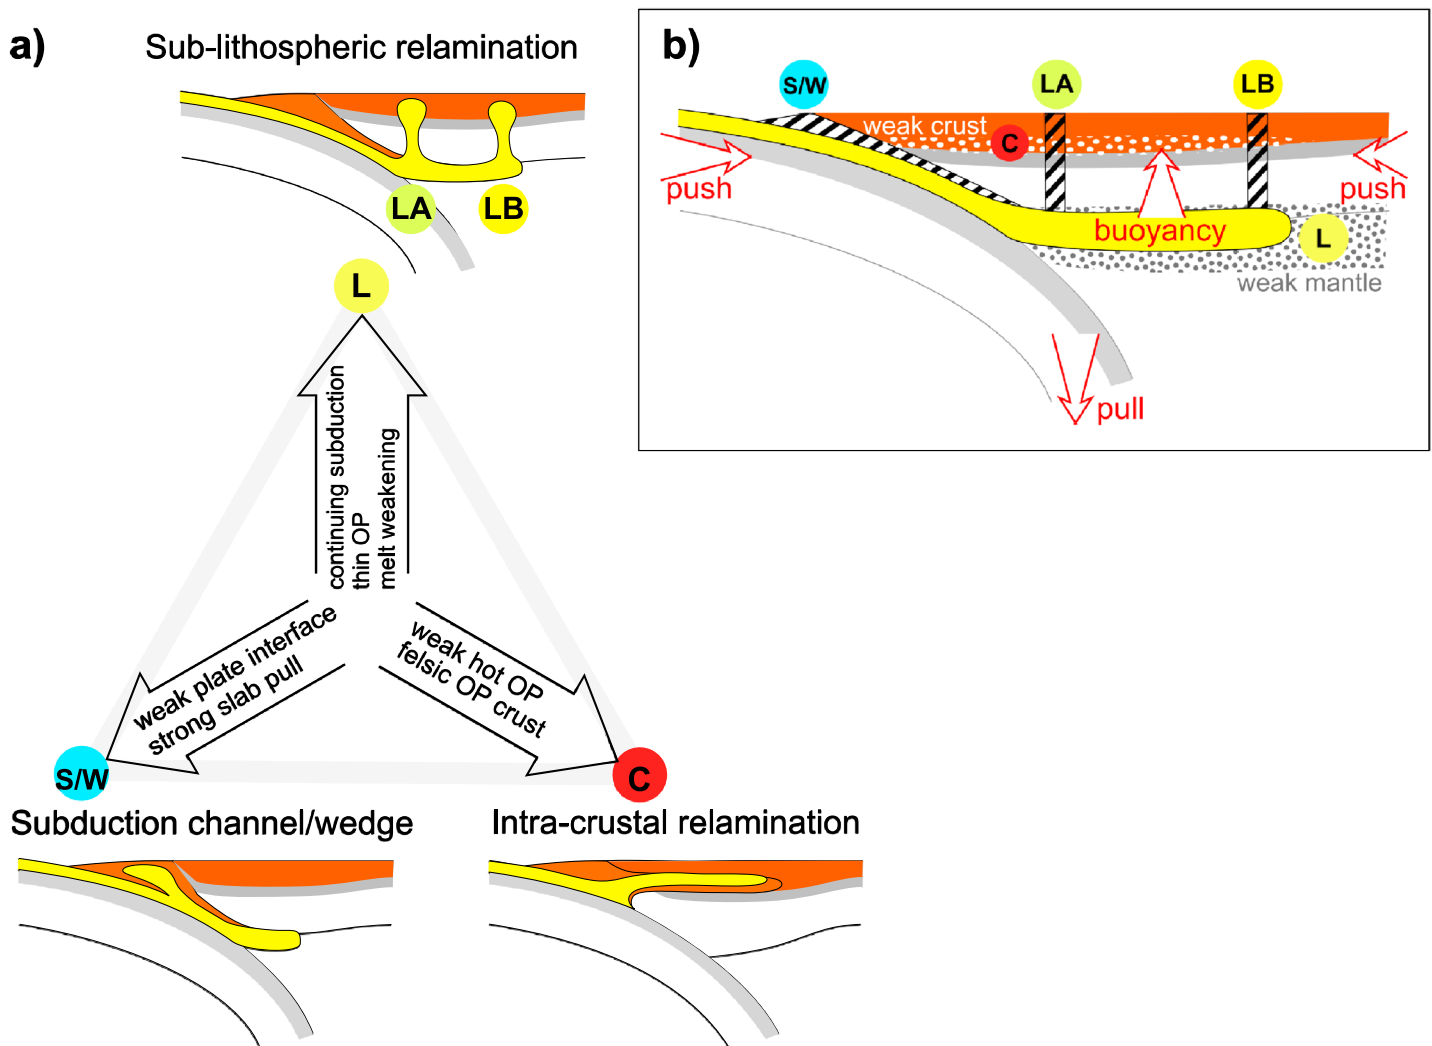 a)
Sub-lithospheric relamination
LA
LB
L
continuing subduction
thin OP
melt weakening
weak plate interface
strong slab pull
weak hot OP
felsic OP crust
S/W
C
Subduction channel/wedge
Intra-crustal relamination
b)
S/W
LA
LB
weak crust
C
push
push
buoyancy
L
weak mantle
pull